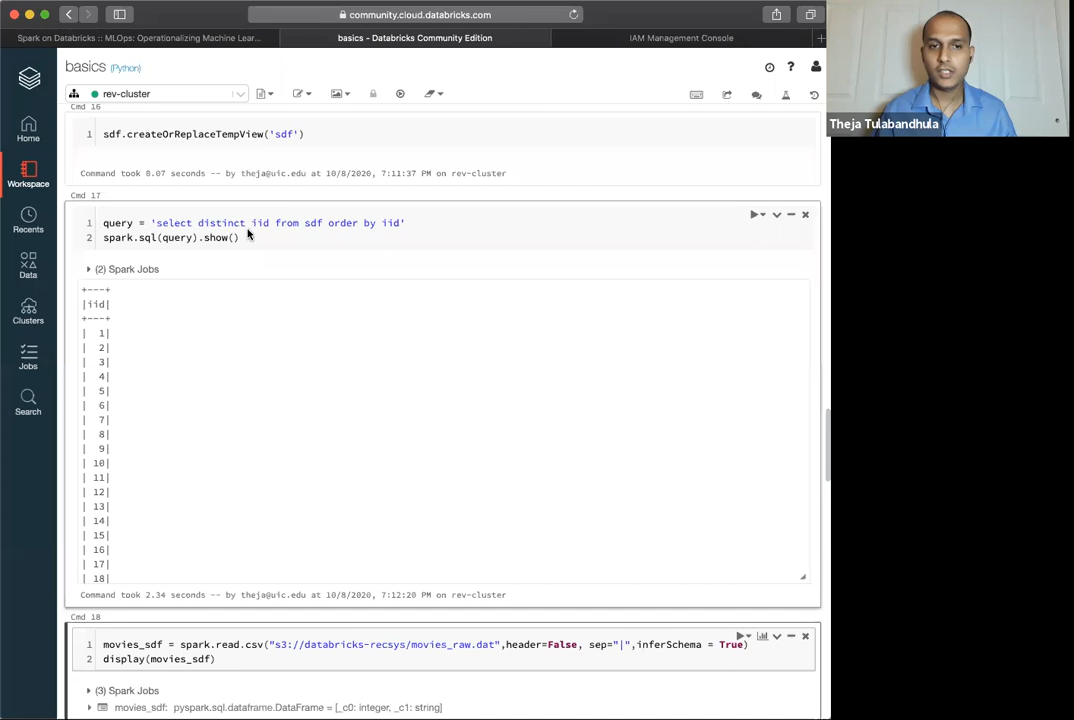 community.cloud.databricks.com
Spark on Databricks :: MLOps: Operationalizing Machine Lear...
basics - Databricks Community Edition
IAM Management Console
basics (Python)
rev-cluster
Theja Tulabandhula
Home
Workspace
Recents
Data
Clusters
Jobs
Search
Cmd 16
1 sdf.createOrReplaceTempView('sdf')
Command took 0.07 seconds -- by theja@uic.edu at 10/8/2020, 7:11:37 PM on rev-cluster
Cmd 17
1 query = 'select distinct iid from sdf order by iid'
2 spark.sql(query).show()
(2) Spark Jobs
+---+
|iid|
+---+
| 1|
| 2|
| 3|
| 4|
| 5|
| 6|
| 7|
| 8|
| 9|
| 10|
| 11|
| 12|
| 13|
| 14|
| 15|
| 16|
| 17|
| 18|
Command took 2.34 seconds -- by theja@uic.edu at 10/8/2020, 7:12:20 PM on rev-cluster
Cmd 18
1 movies_sdf = spark.read.csv("s3://databricks-recsys/movies_raw.dat",header=False, sep="|",inferSchema = True)
2 display(movies_sdf)
(3) Spark Jobs
movies_sdf: pyspark.sql.dataframe.DataFrame = [_c0: integer, _c1: string]